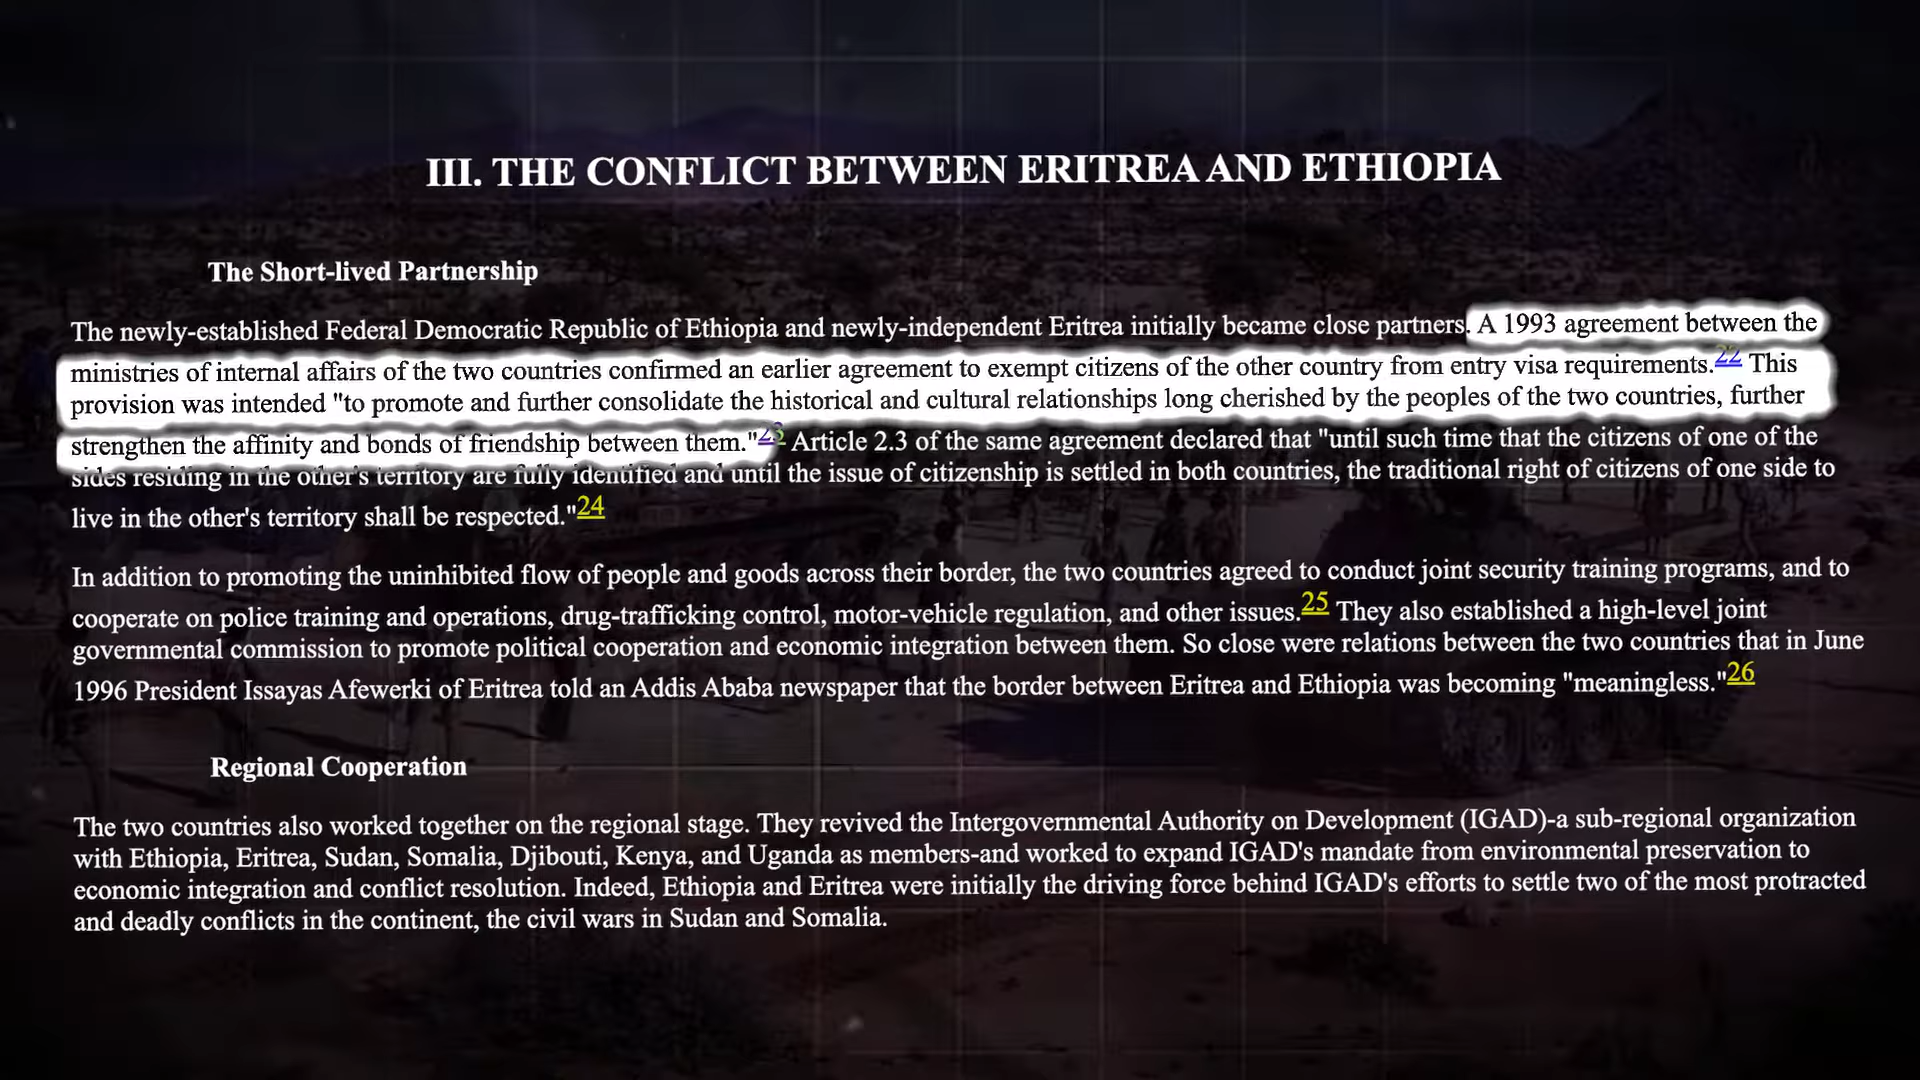 III. THE CONFLICT BETWEEN ERITREA AND ETHIOPIA
The Short-lived Partnership
The newly-established Federal Democratic Republic of Ethiopia and newly-independent Eritrea initially became close partners. A 1993 agreement between the
ministries of internal affairs of the two countries confirmed an earlier agreement to exempt citizens of the other country from entry visa requirements.22 This
provision was intended "to promote and further consolidate the historical and cultural relationships long cherished by the peoples of the two countries, further
strengthen the affinity and bonds of friendship between them."23 Article 2.3 of the same agreement declared that "until such time that the citizens of one of the
sides residing in the other's territory are fully identified and until the issue of citizenship is settled in both countries, the traditional right of citizens of one side to
live in the other's territory shall be respected."24
In addition to promoting the uninhibited flow of people and goods across their border, the two countries agreed to conduct joint security training programs, and to
cooperate on police training and operations, drug-trafficking control, motor-vehicle regulation, and other issues.25 They also established a high-level joint
governmental commission to promote political cooperation and economic integration between them. So close were relations between the two countries that in June
1996 President Issayas Afewerki of Eritrea told an Addis Ababa newspaper that the border between Eritrea and Ethiopia was becoming "meaningless."26
Regional Cooperation
The two countries also worked together on the regional stage. They revived the Intergovernmental Authority on Development (IGAD)-a sub-regional organization
with Ethiopia, Eritrea, Sudan, Somalia, Djibouti, Kenya, and Uganda as members-and worked to expand IGAD's mandate from environmental preservation to
economic integration and conflict resolution. Indeed, Ethiopia and Eritrea were initially the driving force behind IGAD's efforts to settle two of the most protracted
and deadly conflicts in the continent, the civil wars in Sudan and Somalia.